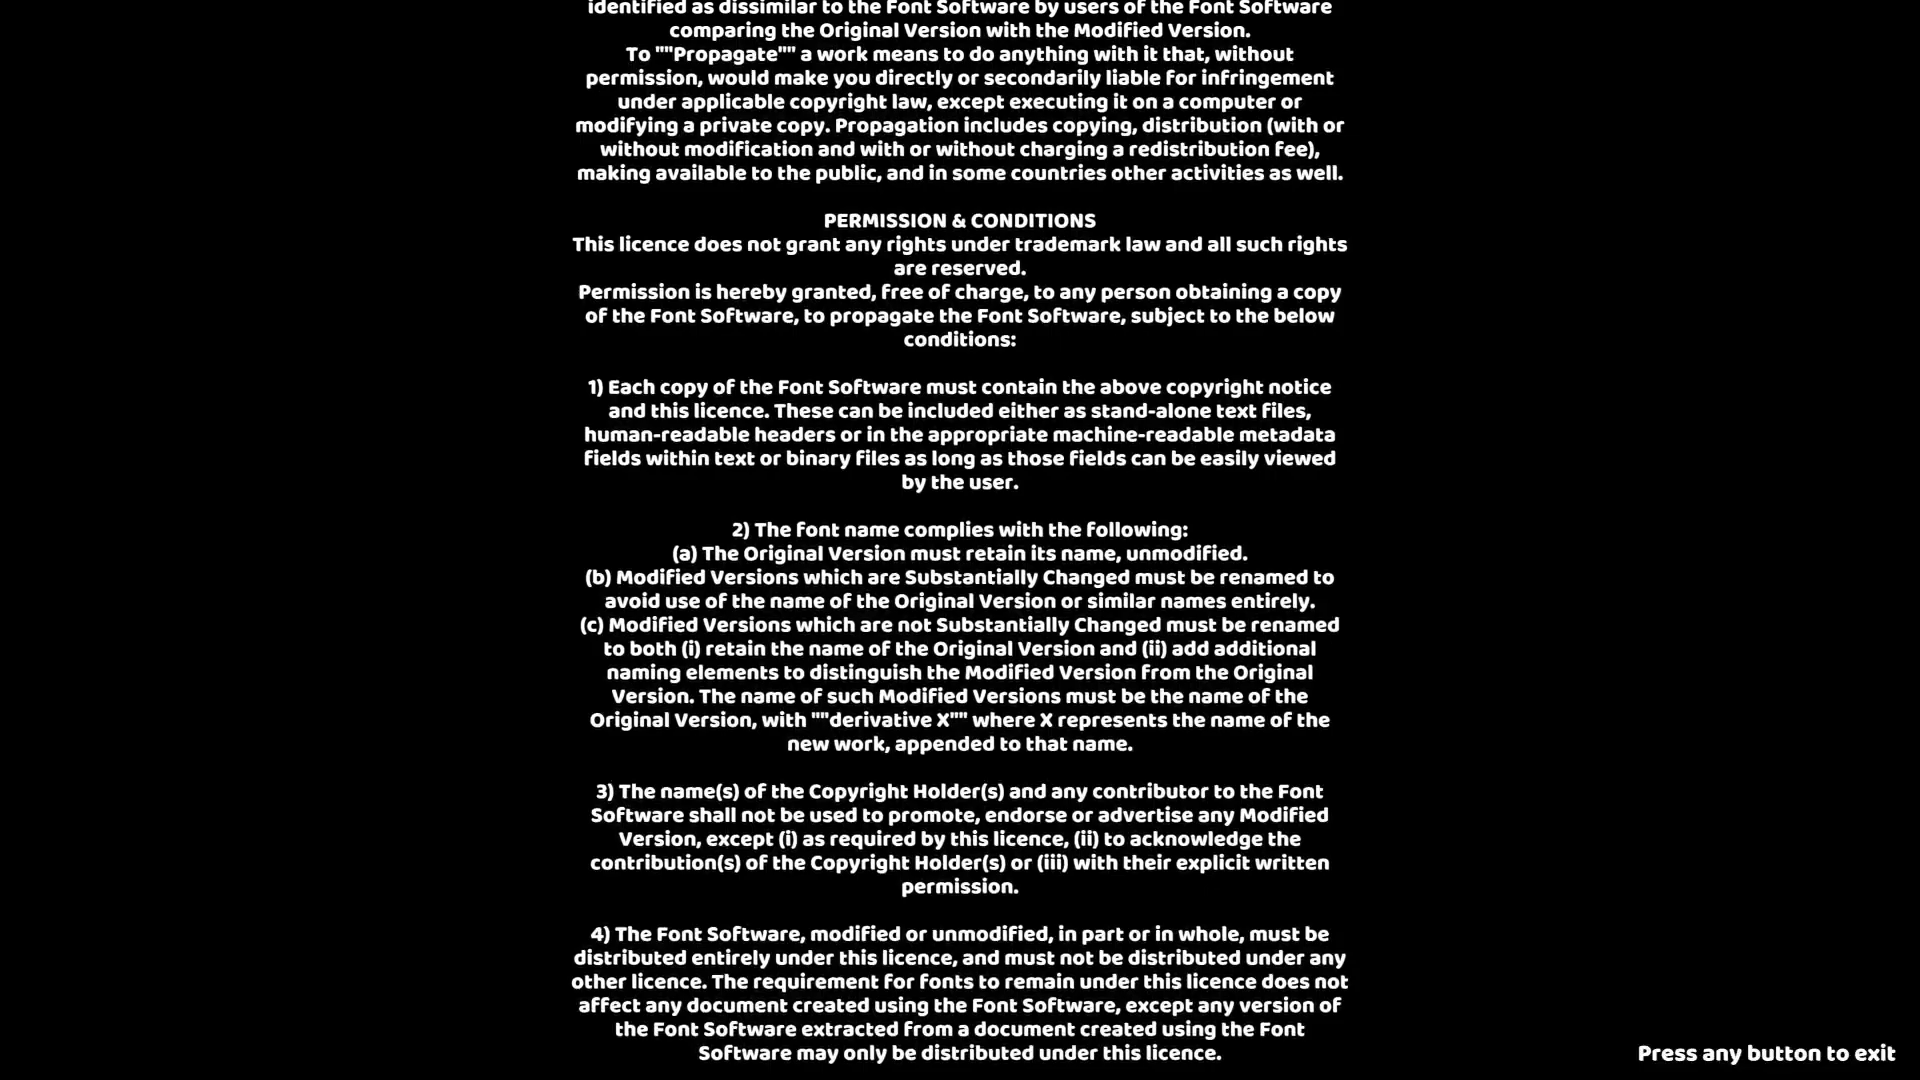 identified as dissimilar to the Font Software by users of the Font Software
comparing the Original Version with the Modified Version.
To ""Propagate"" a work means to do anything with it that, without
permission, would make you directly or secondarily liable for infringement
under applicable copyright law, except executing it on a computer or
modifying a private copy. Propagation includes copying, distribution (with or
without modification and with or without charging a redistribution fee),
making available to the public, and in some countries other activities as well.
PERMISSION & CONDITIONS
This licence does not grant any rights under trademark law and all such rights
are reserved.
Permission is hereby granted, free of charge, to any person obtaining a copy
of the Font Software, to propagate the Font Software, subject to the below
conditions:
1) Each copy of the Font Software must contain the above copyright notice
and this licence. These can be included either as stand-alone text files,
human-readable headers or in the appropriate machine-readable metadata
fields within text or binary files as long as those fields can be easily viewed
by the user.
2) The font name complies with the following:
(a) The Original Version must retain its name, unmodified.
(b) Modified Versions which are Substantially Changed must be renamed to
avoid use of the name of the Original Version or similar names entirely.
(c) Modified Versions which are not Substantially Changed must be renamed
to both (i) retain the name of the Original Version and (ii) add additional
naming elements to distinguish the Modified Version from the Original
Version. The name of such Modified Versions must be the name of the
Original Version, with ""derivative X"" where X represents the name of the
new work, appended to that name.
3) The name(s) of the Copyright Holder(s) and any contributor to the Font
Software shall not be used to promote, endorse or advertise any Modified
Version, except (i) as required by this licence, (ii) to acknowledge the
contribution(s) of the Copyright Holder(s) or (iii) with their explicit written
permission.
4) The Font Software, modified or unmodified, in part or in whole, must be
distributed entirely under this licence, and must not be distributed under any
other licence. The requirement for fonts to remain under this licence does not
affect any document created using the Font Software, except any version of
the Font Software extracted from a document created using the Font
Software may only be distributed under this licence.
Press any button to exit